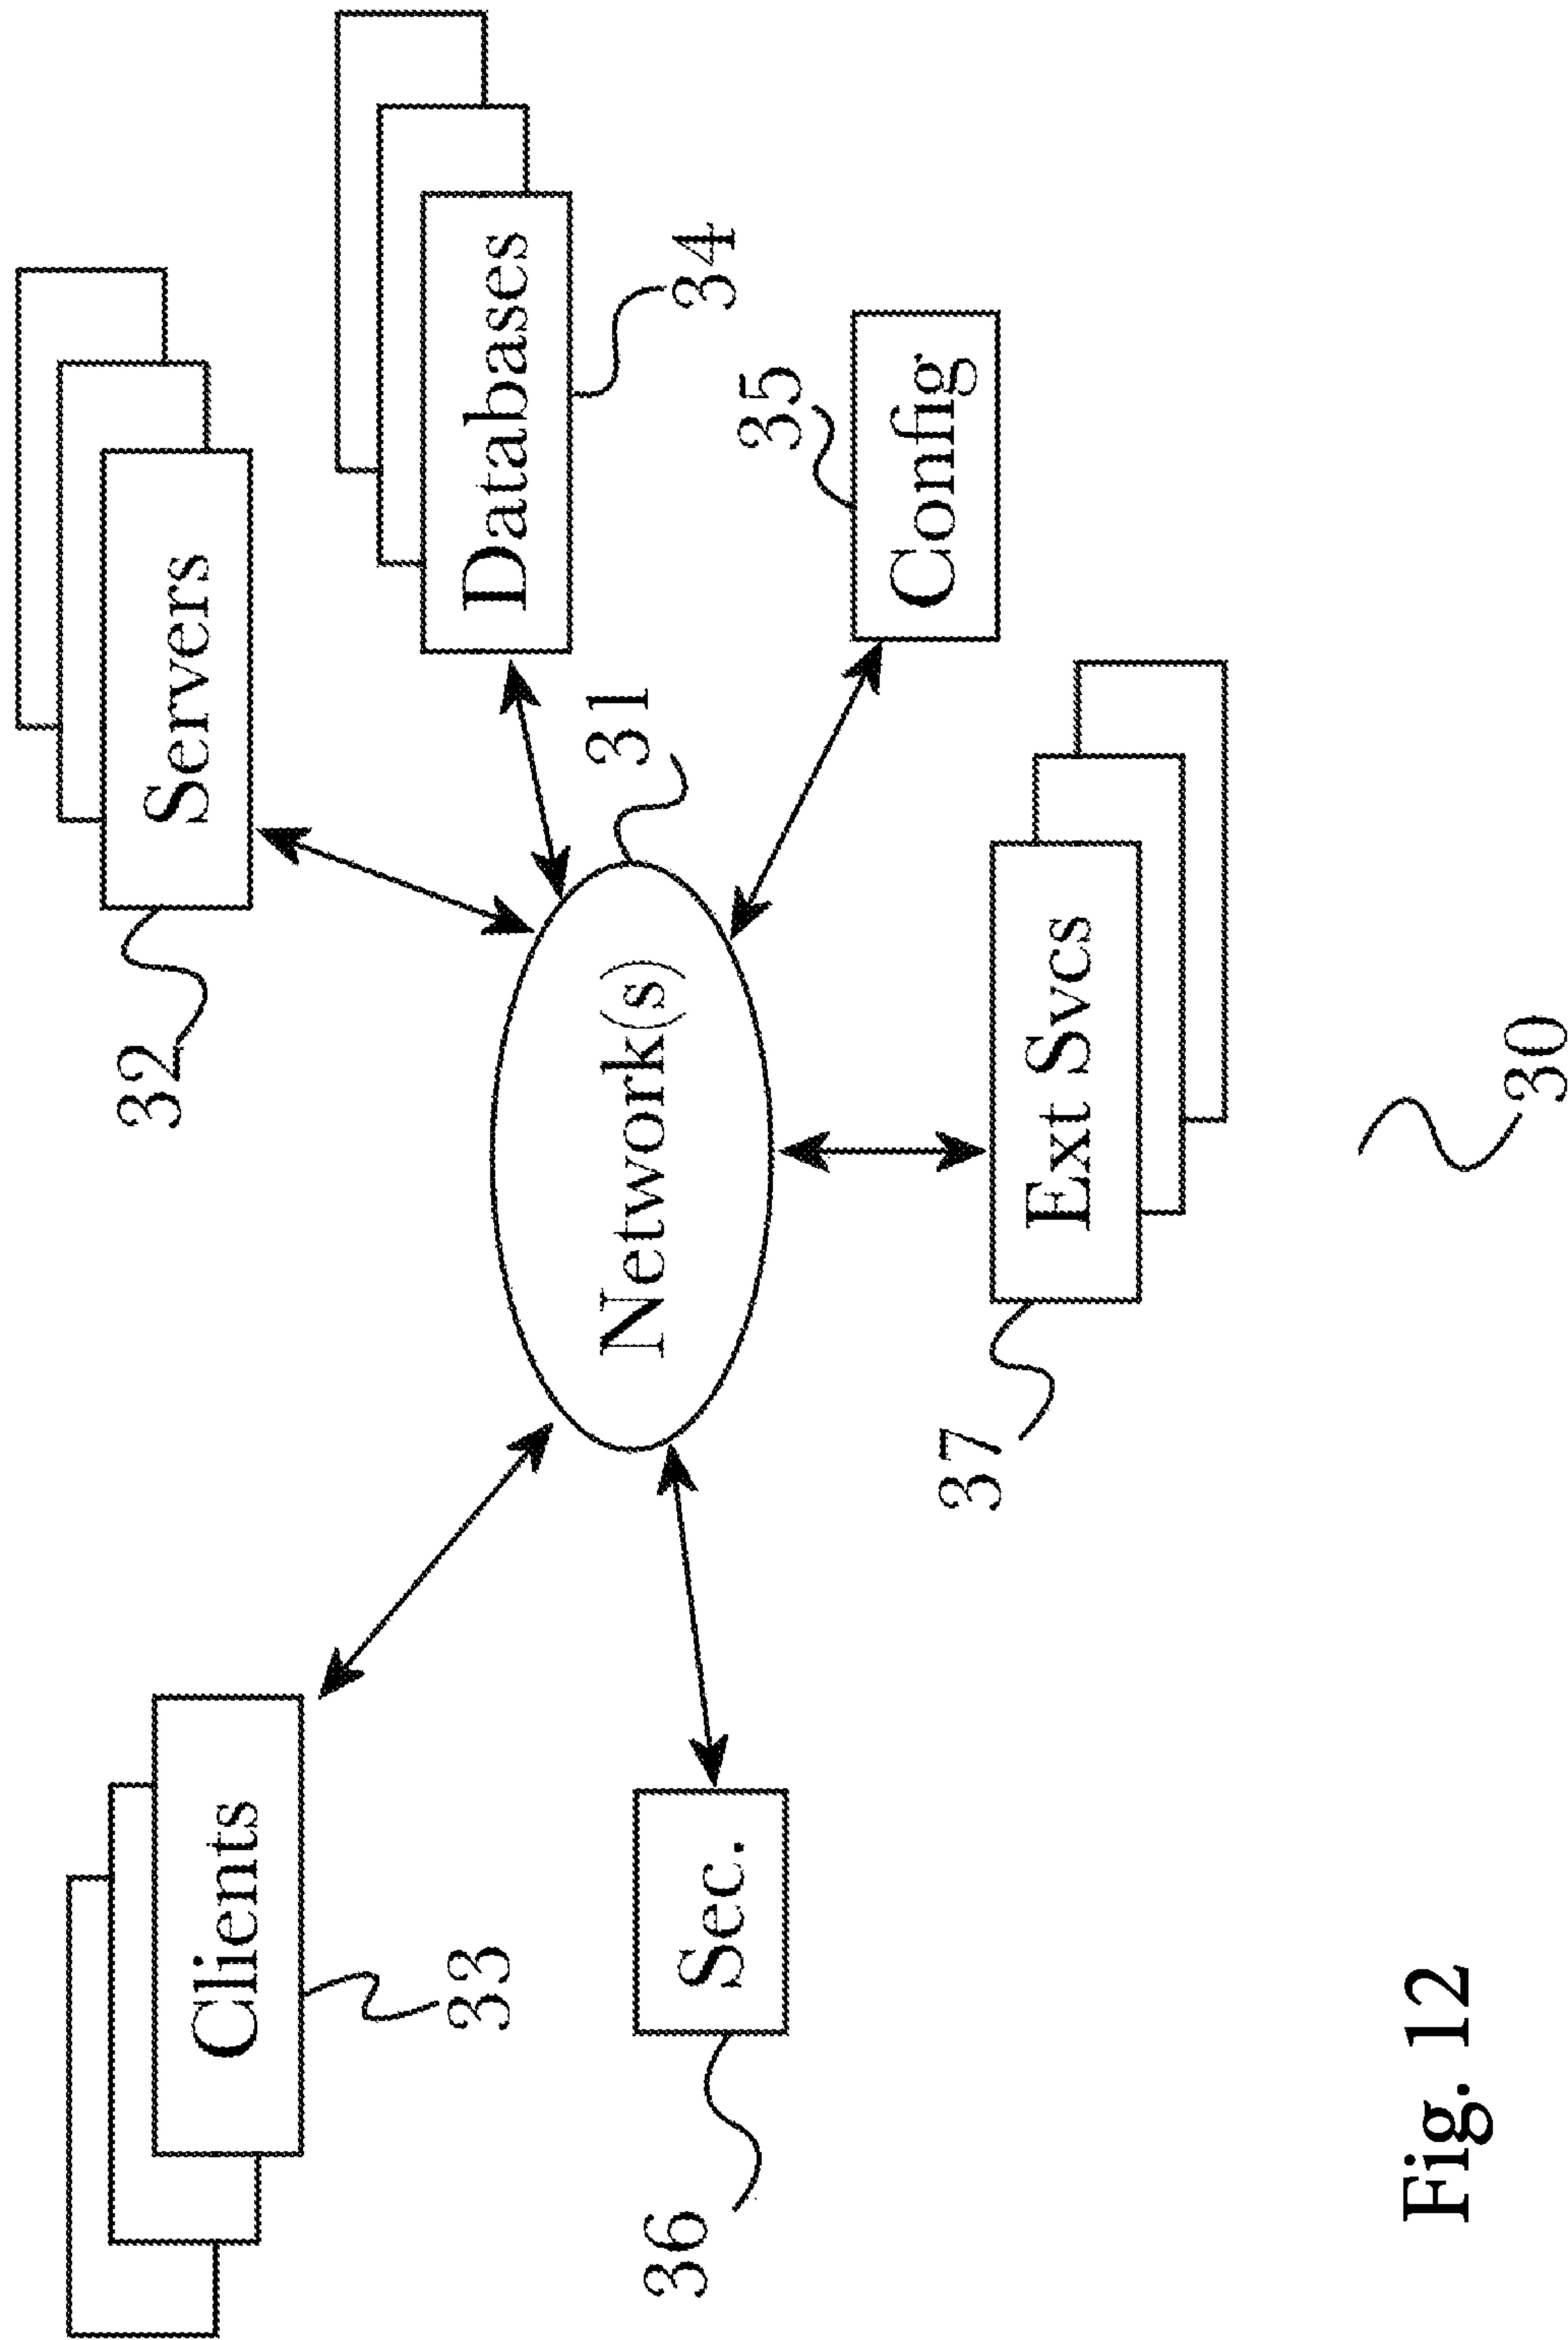 Servers
32
Clients
33
Databases
34
Network(s)
31
Sec.
36
35
Config
37
Ext Svcs
30
Fig. 12